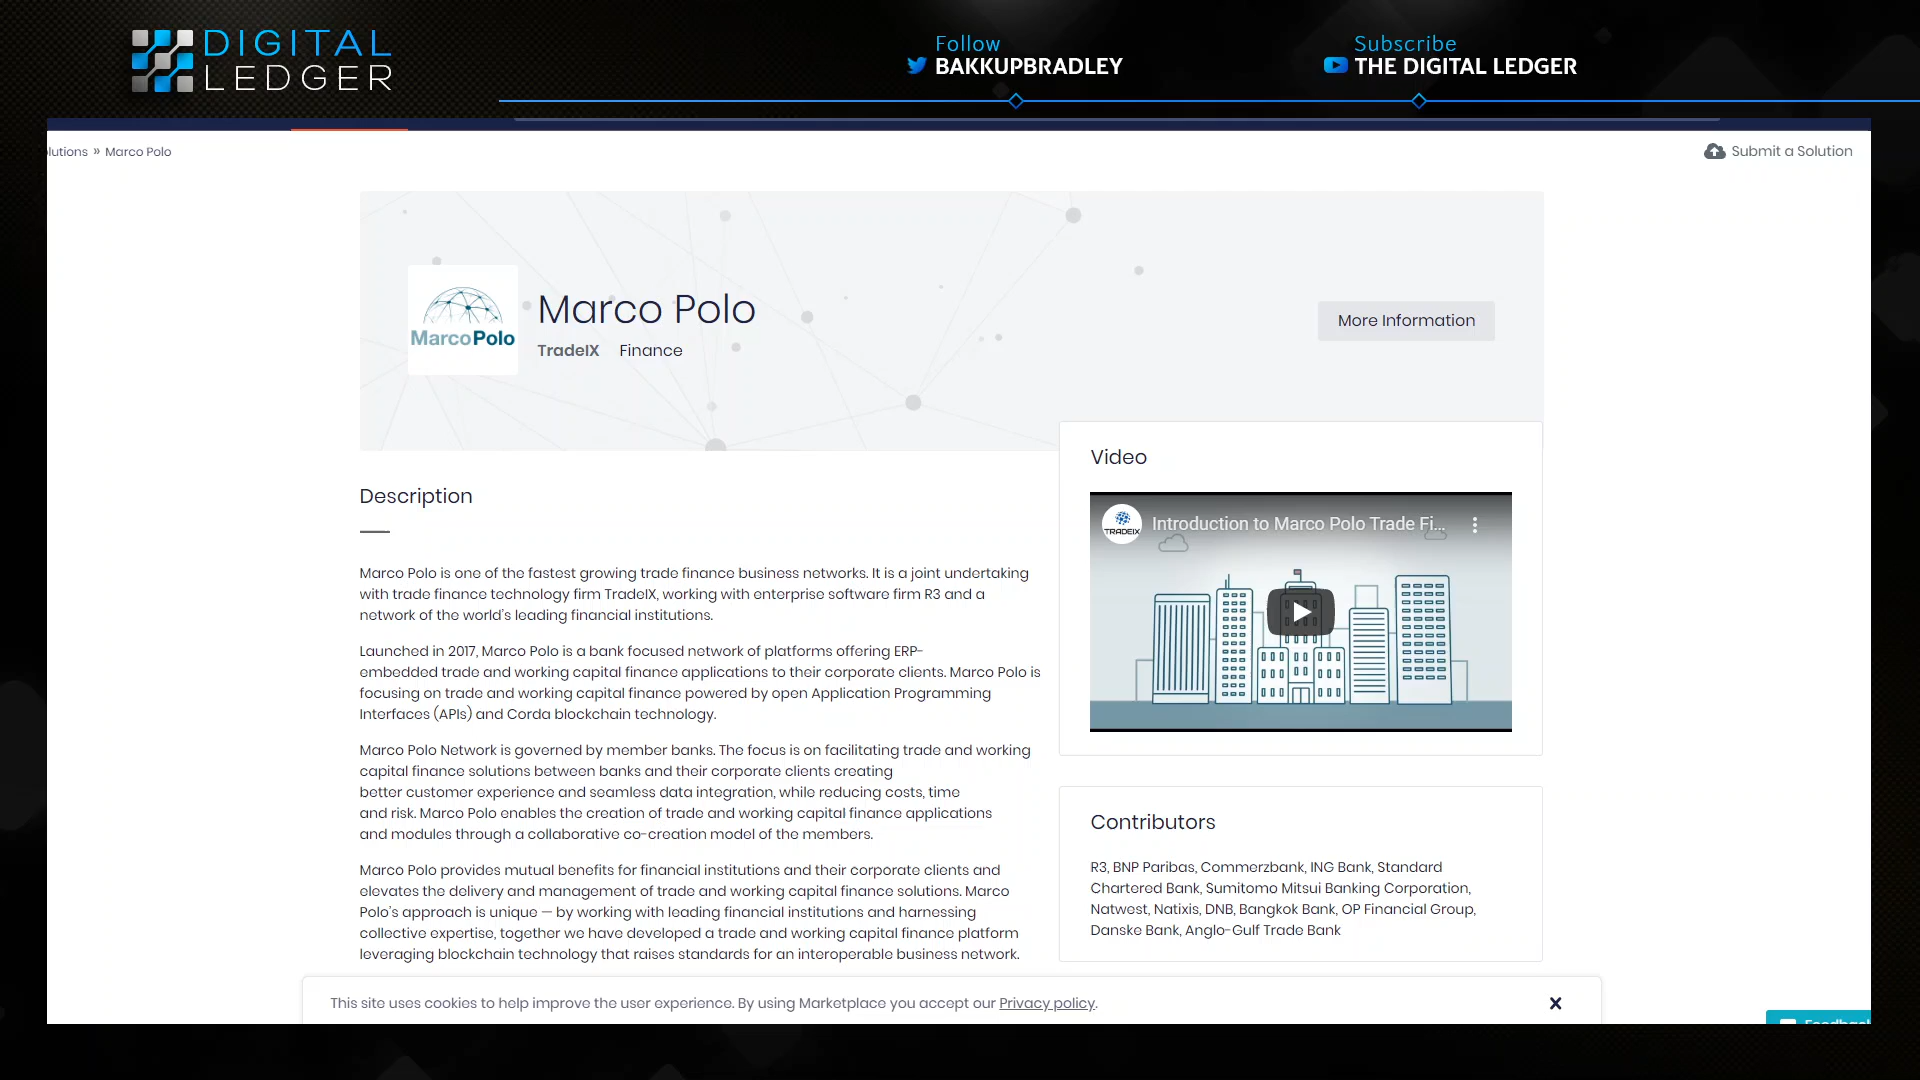 DIGITAL
LEDGER
Follow
BAKKUPBRADLEY
Subscribe
THE DIGITAL LEDGER
lutions » Marco Polo
Submit a Solution
MarcoPolo
Marco Polo
TradeIX Finance
More Information
Description
Marco Polo is one of the fastest growing trade finance business networks. It is a joint undertaking
with trade finance technology firm TradeIX, working with enterprise software firm R3 and a
network of the world's leading financial institutions.
Launched in 2017, Marco Polo is a bank focused network of platforms offering ERP-
embedded trade and working capital finance applications to their corporate clients. Marco Polo is
focusing on trade and working capital finance powered by open Application Programming
Interfaces (APIs) and Corda blockchain technology.
Marco Polo Network is governed by member banks. The focus is on facilitating trade and working
capital finance solutions between banks and their corporate clients creating
better customer experience and seamless data integration, while reducing costs, time
and risk. Marco Polo enables the creation of trade and working capital finance applications
and modules through a collaborative co-creation model of the members.
Marco Polo provides mutual benefits for financial institutions and their corporate clients and
elevates the delivery and management of trade and working capital finance solutions. Marco
Polo's approach is unique — by working with leading financial institutions and harnessing
collective expertise, together we have developed a trade and working capital finance platform
leveraging blockchain technology that raises standards for an interoperable business network.
Video
TRADEIX
Introduction to Marco Polo Trade Fi...
Contributors
R3, BNP Paribas, Commerzbank, ING Bank, Standard
Chartered Bank, Sumitomo Mitsui Banking Corporation,
Natwest, Natixis, DNB, Bangkok Bank, OP Financial Group,
Danske Bank, Anglo-Gulf Trade Bank
This site uses cookies to help improve the user experience. By using Marketplace you accept our Privacy policy.